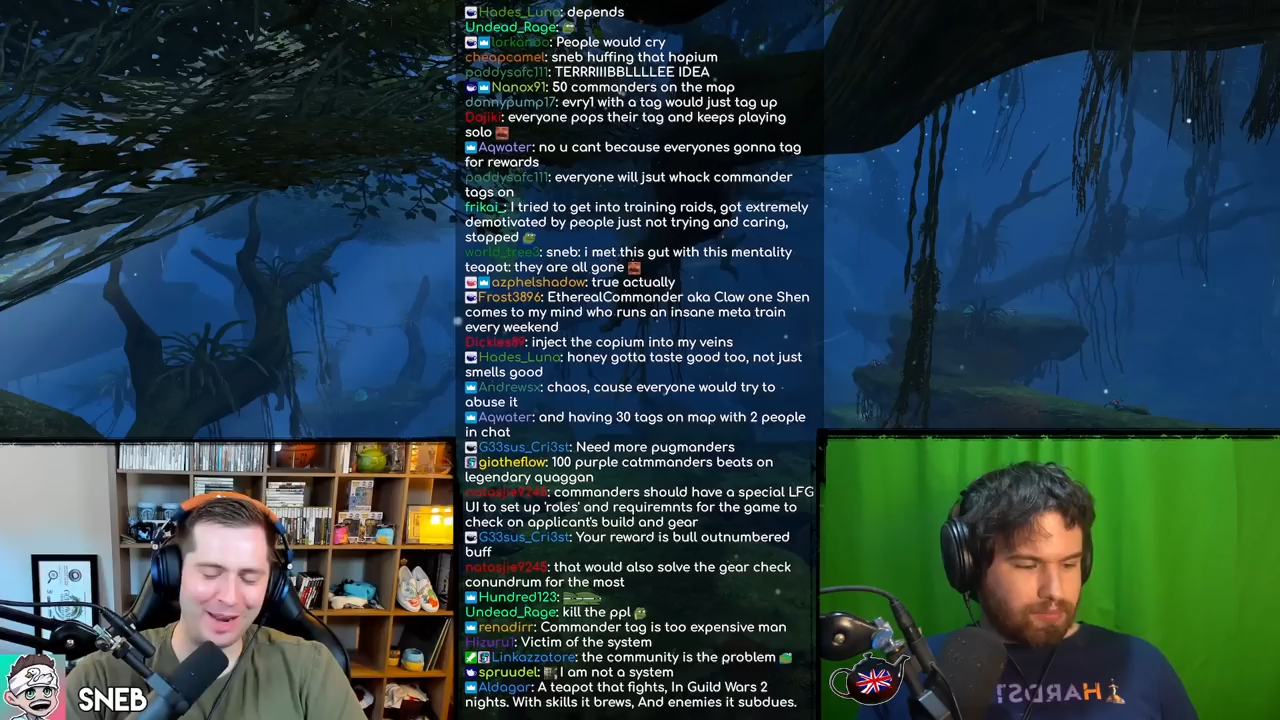 Hades_Luna: depends
Undead_Rage:
lorkando: People would cry
cheapcamel: sneb huffing that hopium
paddysafc111: TERRRIIIBBLLLLEE IDEA
Nanox91: 50 commanders on the map
donnypump17: evry1 with a tag would just tag up
Dojiki: everyone pops their tag and keeps playing
solo
Aqwater: no u cant because everyones gonna tag
for rewards
paddysafc111: everyone will jsut whack commander
tags on
frikai_: I tried to get into training raids, got extremely
demotivated by people just not trying and caring,
stopped
world_tree3: sneb: i met this gut with this mentality
teapot: they are all gone
azphelshadow: true actually
Frost3896: EtherealCommander aka Claw one Shen
comes to my mind who runs an insane meta train
every weekend
Dickles89: inject the copium into my veins
Hades_Luna: honey gotta taste good too, not just
smells good
Andrewsx: chaos, cause everyone would try to
abuse it
Aqwater: and having 30 tags on map with 2 people
in chat
G33sus_Cri3st: Need more pugmanders
giotheflow: 100 purple catmmanders beats on
legendary quaggan
natasjie9245: commanders should have a special LFG
UI to set up 'roles' and requiremnts for the game to
check on applicant's build and gear
G33sus_Cri3st: Your reward is bull outnumbered
buff
natasjie9245: that would also solve the gear check
conundrum for the most
Hundred123:
Undead_Rage: kill the ppl
renadirr: Commander tag is too expensive man
Hizuru1: Victim of the system
Linkazzatore: the community is the problem
spruudel: I am not a system
Aldagar: A teapot that fights, In Guild Wars 2
nights. With skills it brews, And enemies it subdues.
SNEB
HARDST